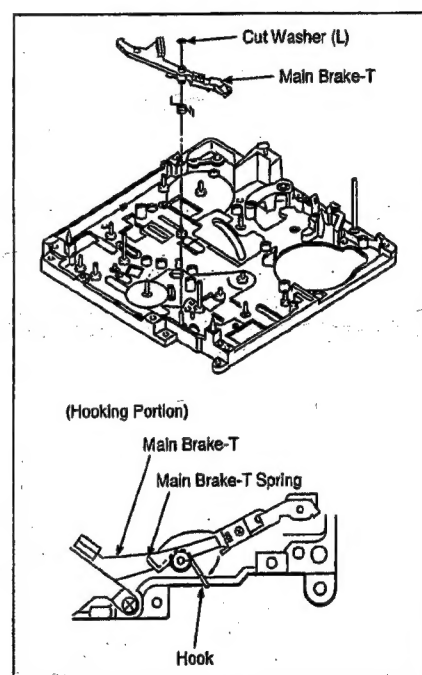 Cut Washer (L)
Main Brake-T
(Hooking Portion)
Main Brake-T
Main Brake-T Spring
Hook